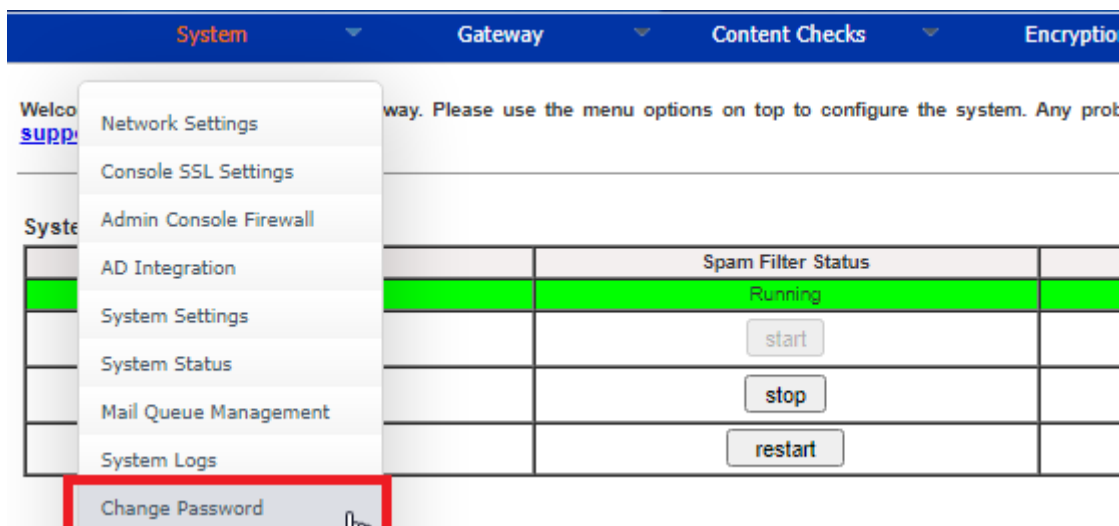 System Gateway Content Checks Encryptio
Welco way. Please use the menu options on top to configure the system. Any prob
supp
Network Settings
Console SSL Settings
Admin Console Firewall
AD Integration
System Settings
System Status
Mail Queue Management
System Logs
Change Password
Syste
Spam Filter Status
Running
start
stop
restart